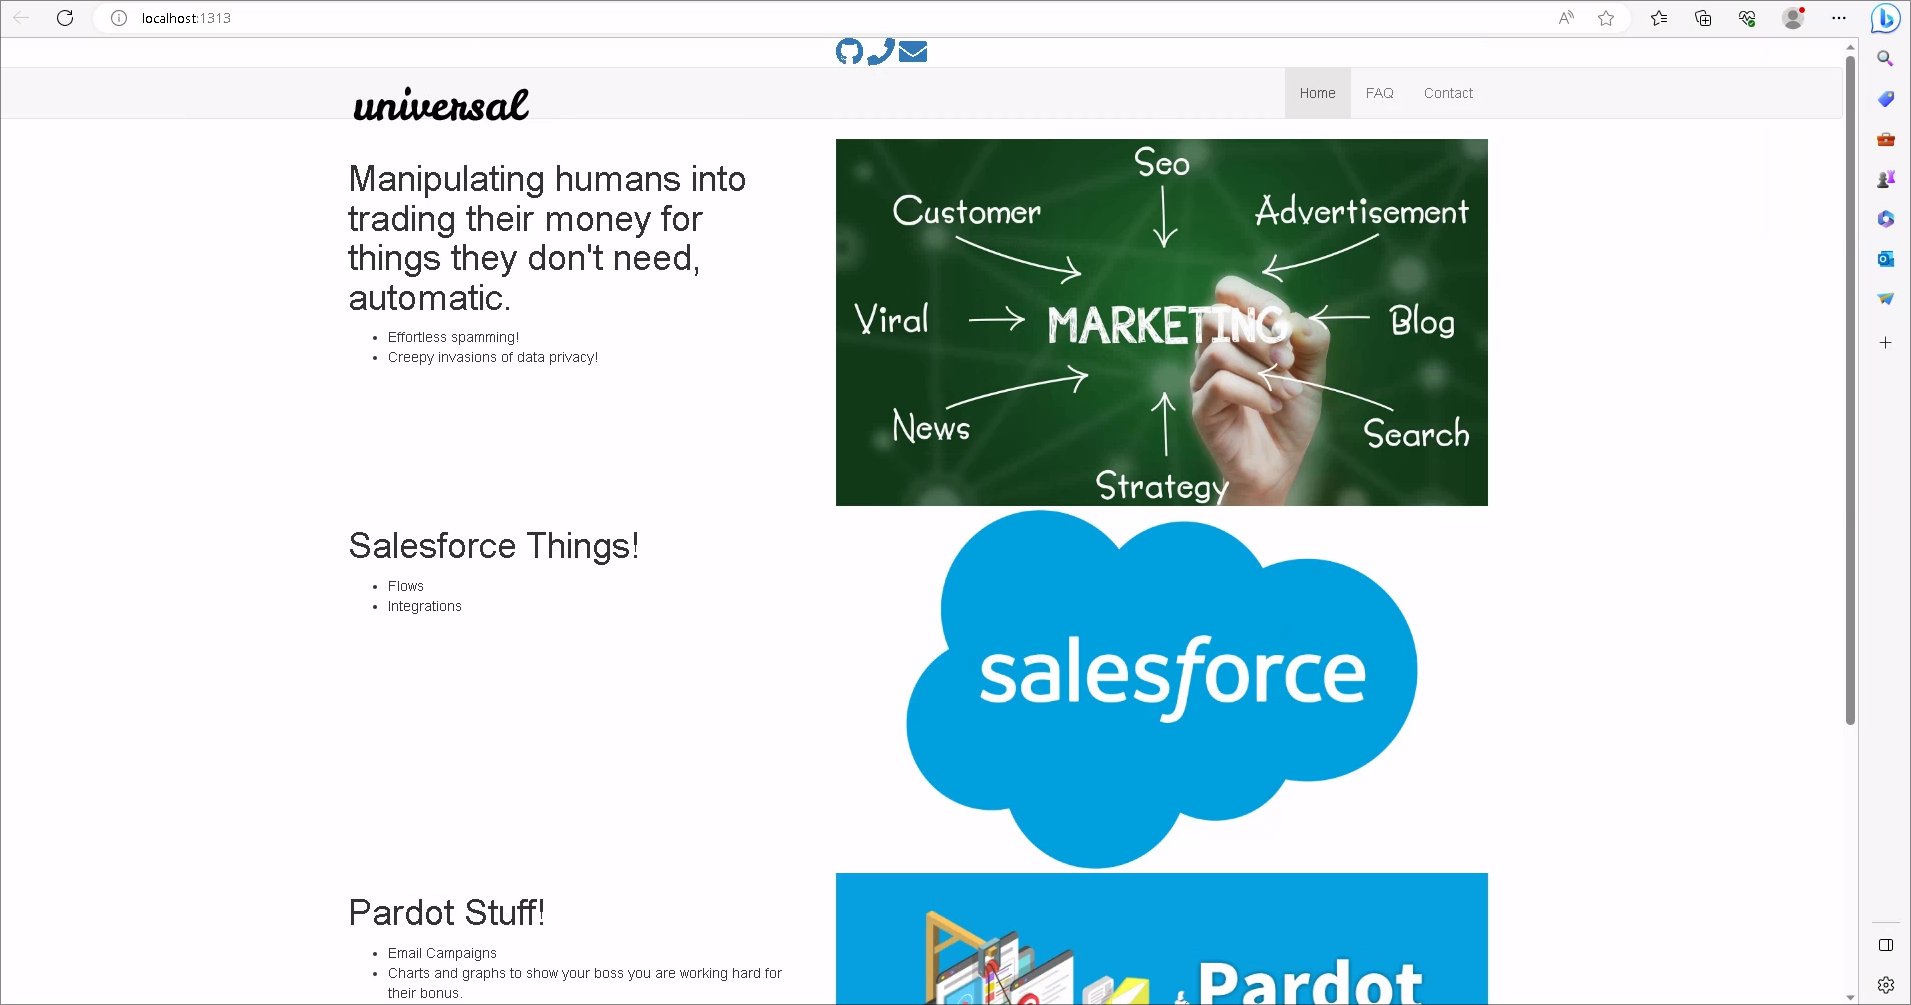 localhost:1313
universal
Home FAQ Contact
Manipulating humans into
trading their money for
things they don't need,
automatic.
Effortless spamming!
Creepy invasions of data privacy!
Seo
Customer
Advertisement
Viral
MARKETING
Blog
News
Search
Strategy
Salesforce Things!
Flows
Integrations
salesforce
Pardot Stuff!
Email Campaigns
Charts and graphs to show your boss you are working hard for
their bonus.
Pardot